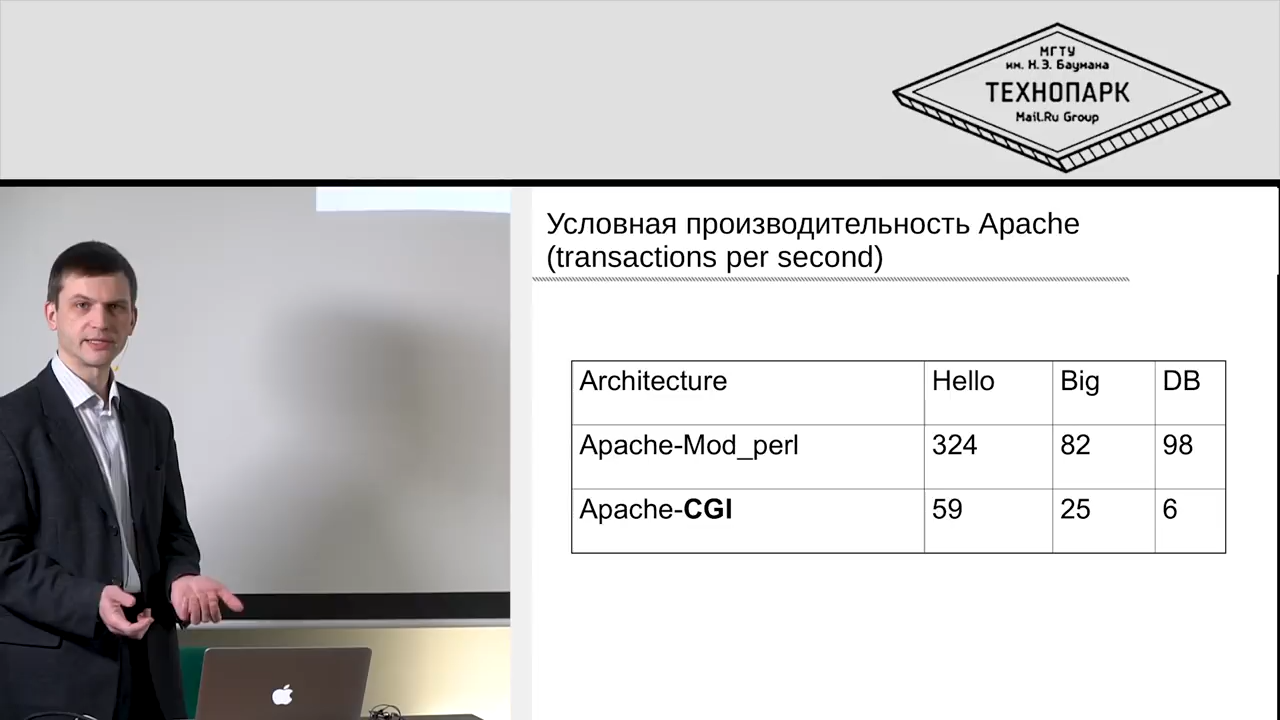 МГТУ
им. Н.Э. Баумана
ТЕХНОПАРК
Mail.Ru Group
Условная производительность Apache
(transactions per second)
Architecture Hello Big DB
Apache-Mod_perl 324 82 98
Apache-CGI 59 25 6